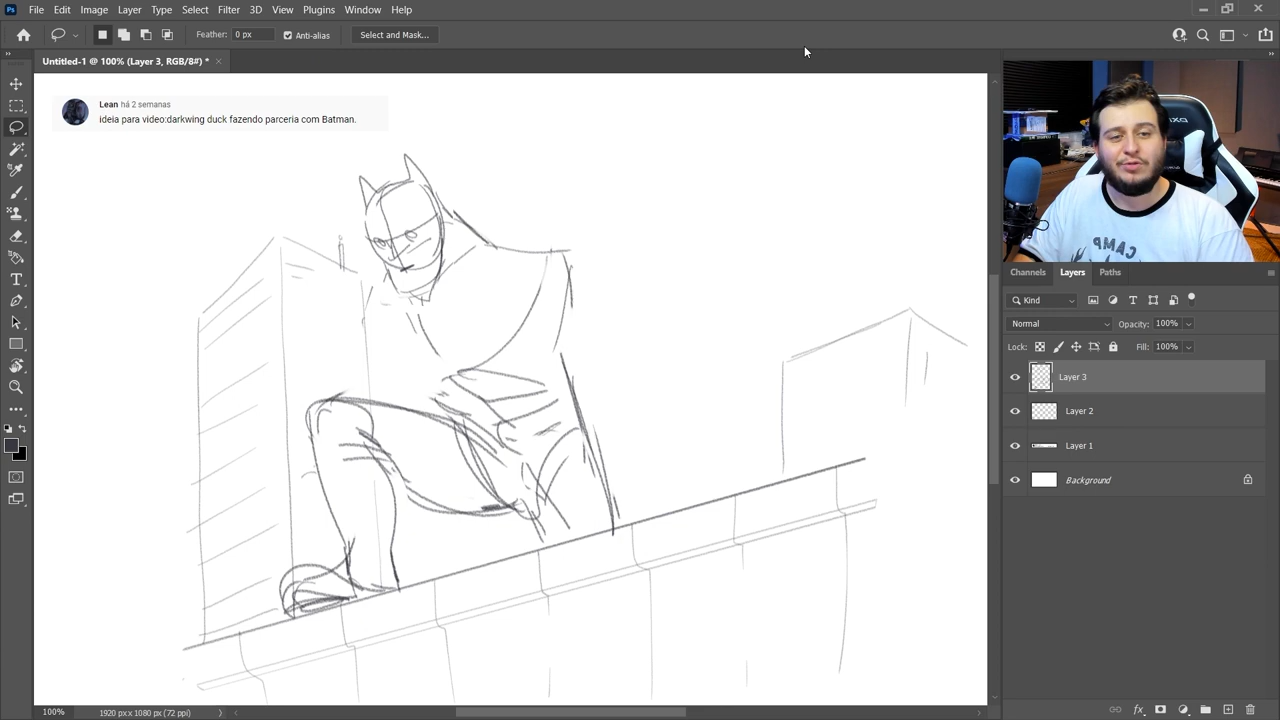 Ps File Edit Image Layer Type Select Filter 3D View Plugins Window Help
Feather: 0 px Anti-alias Select and Mask...
Untitled-1 @ 100% (Layer 3, RGB/8#) *
Lean há 2 semanas
ideia para video:darkwing duck fazendo parceria com Batman.
CAMP
Channels Layers Paths
Kind
Normal Opacity: 100%
Lock: Fill: 100%
Layer 3
Layer 2
Layer 1
Background
100% 1920 px x 1080 px (72 ppi)
fx